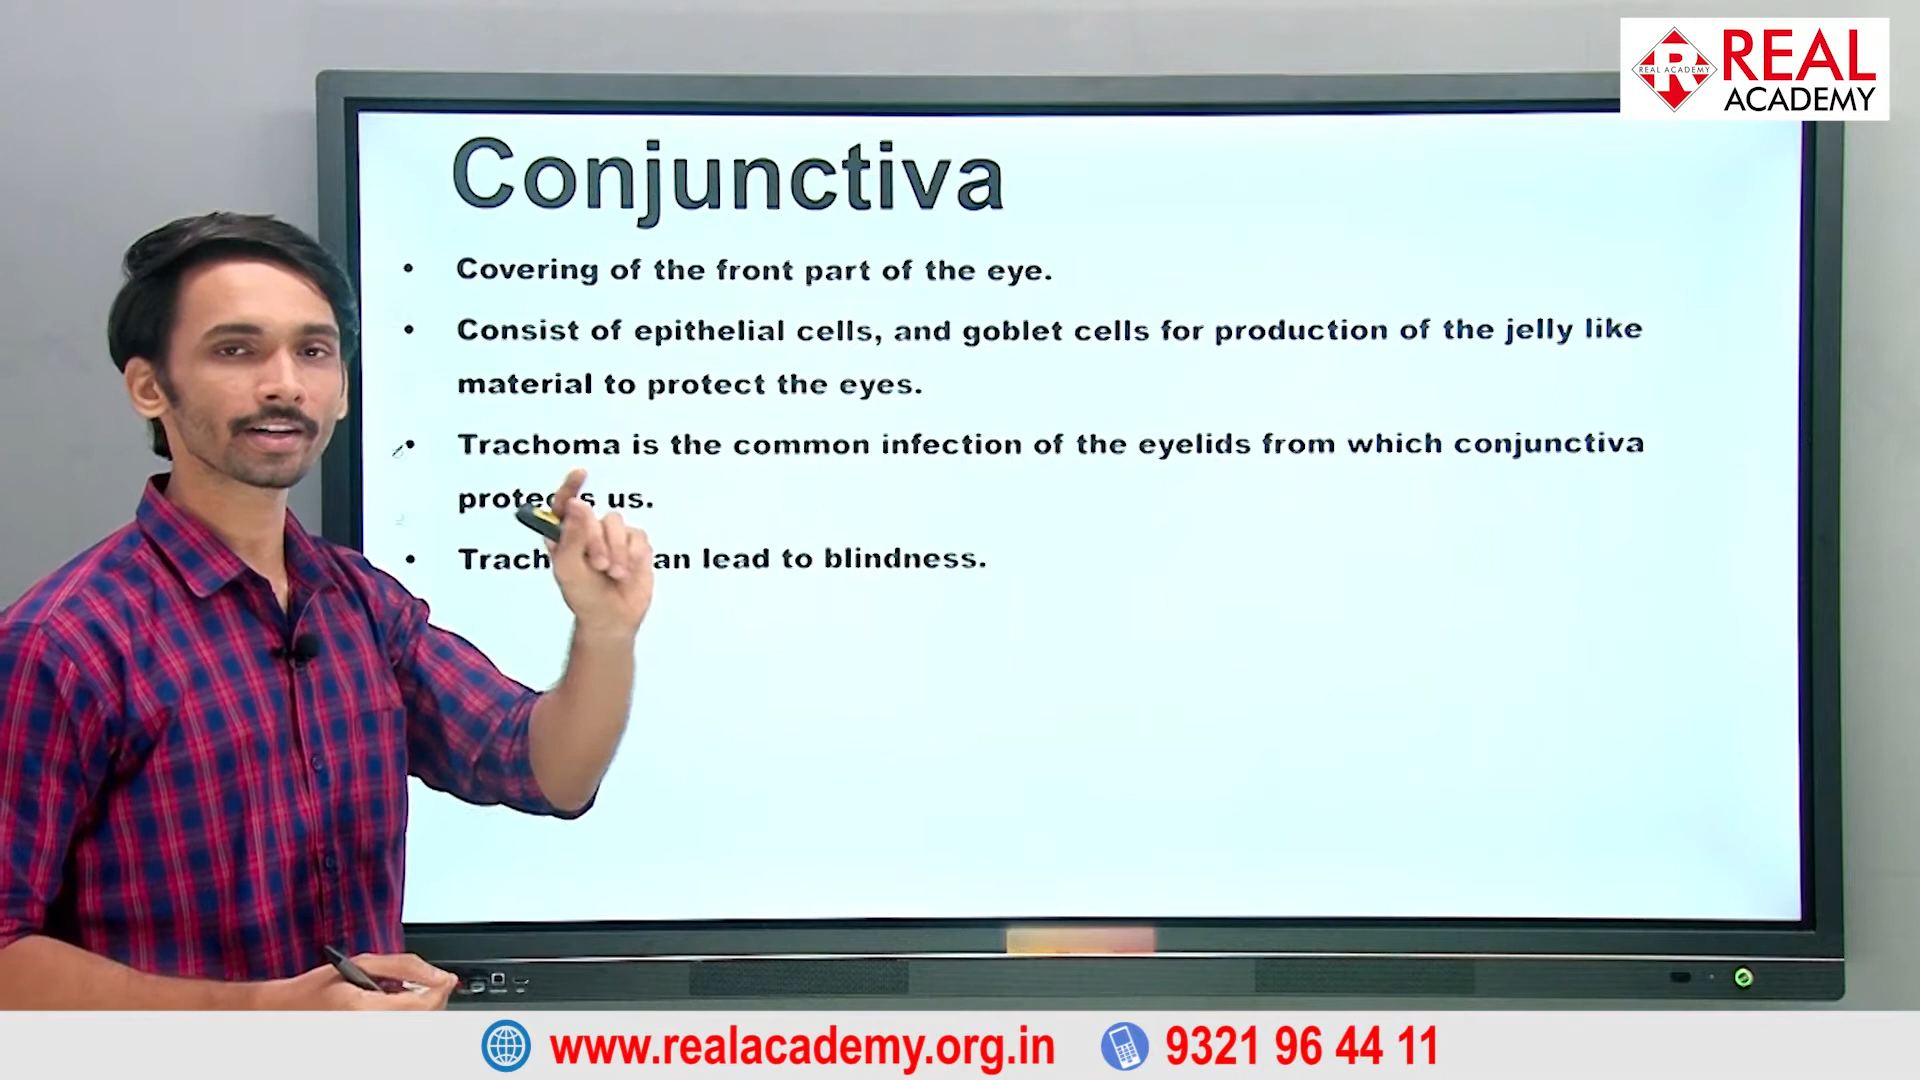 REAL ACADEMY
REAL
ACADEMY
Conjunctiva
• Covering of the front part of the eye.
• Consist of epithelial cells, and goblet cells for production of the jelly like
material to protect the eyes.
• Trachoma is the common infection of the eyelids from which conjunctiva
protects us.
• Trach an lead to blindness.
www.realacademy.org.in 9321 96 44 11